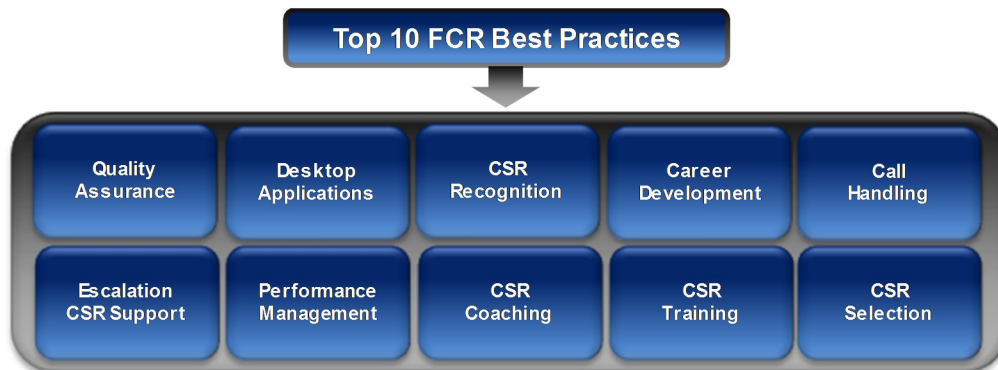 Top 10 FCR Best Practices
Quality
Assurance
Desktop
Applications
CSR
Recognition
Career
Development
Call
Handling
Escalation
CSR Support
Performance
Management
CSR
Coaching
CSR
Training
CSR
Selection